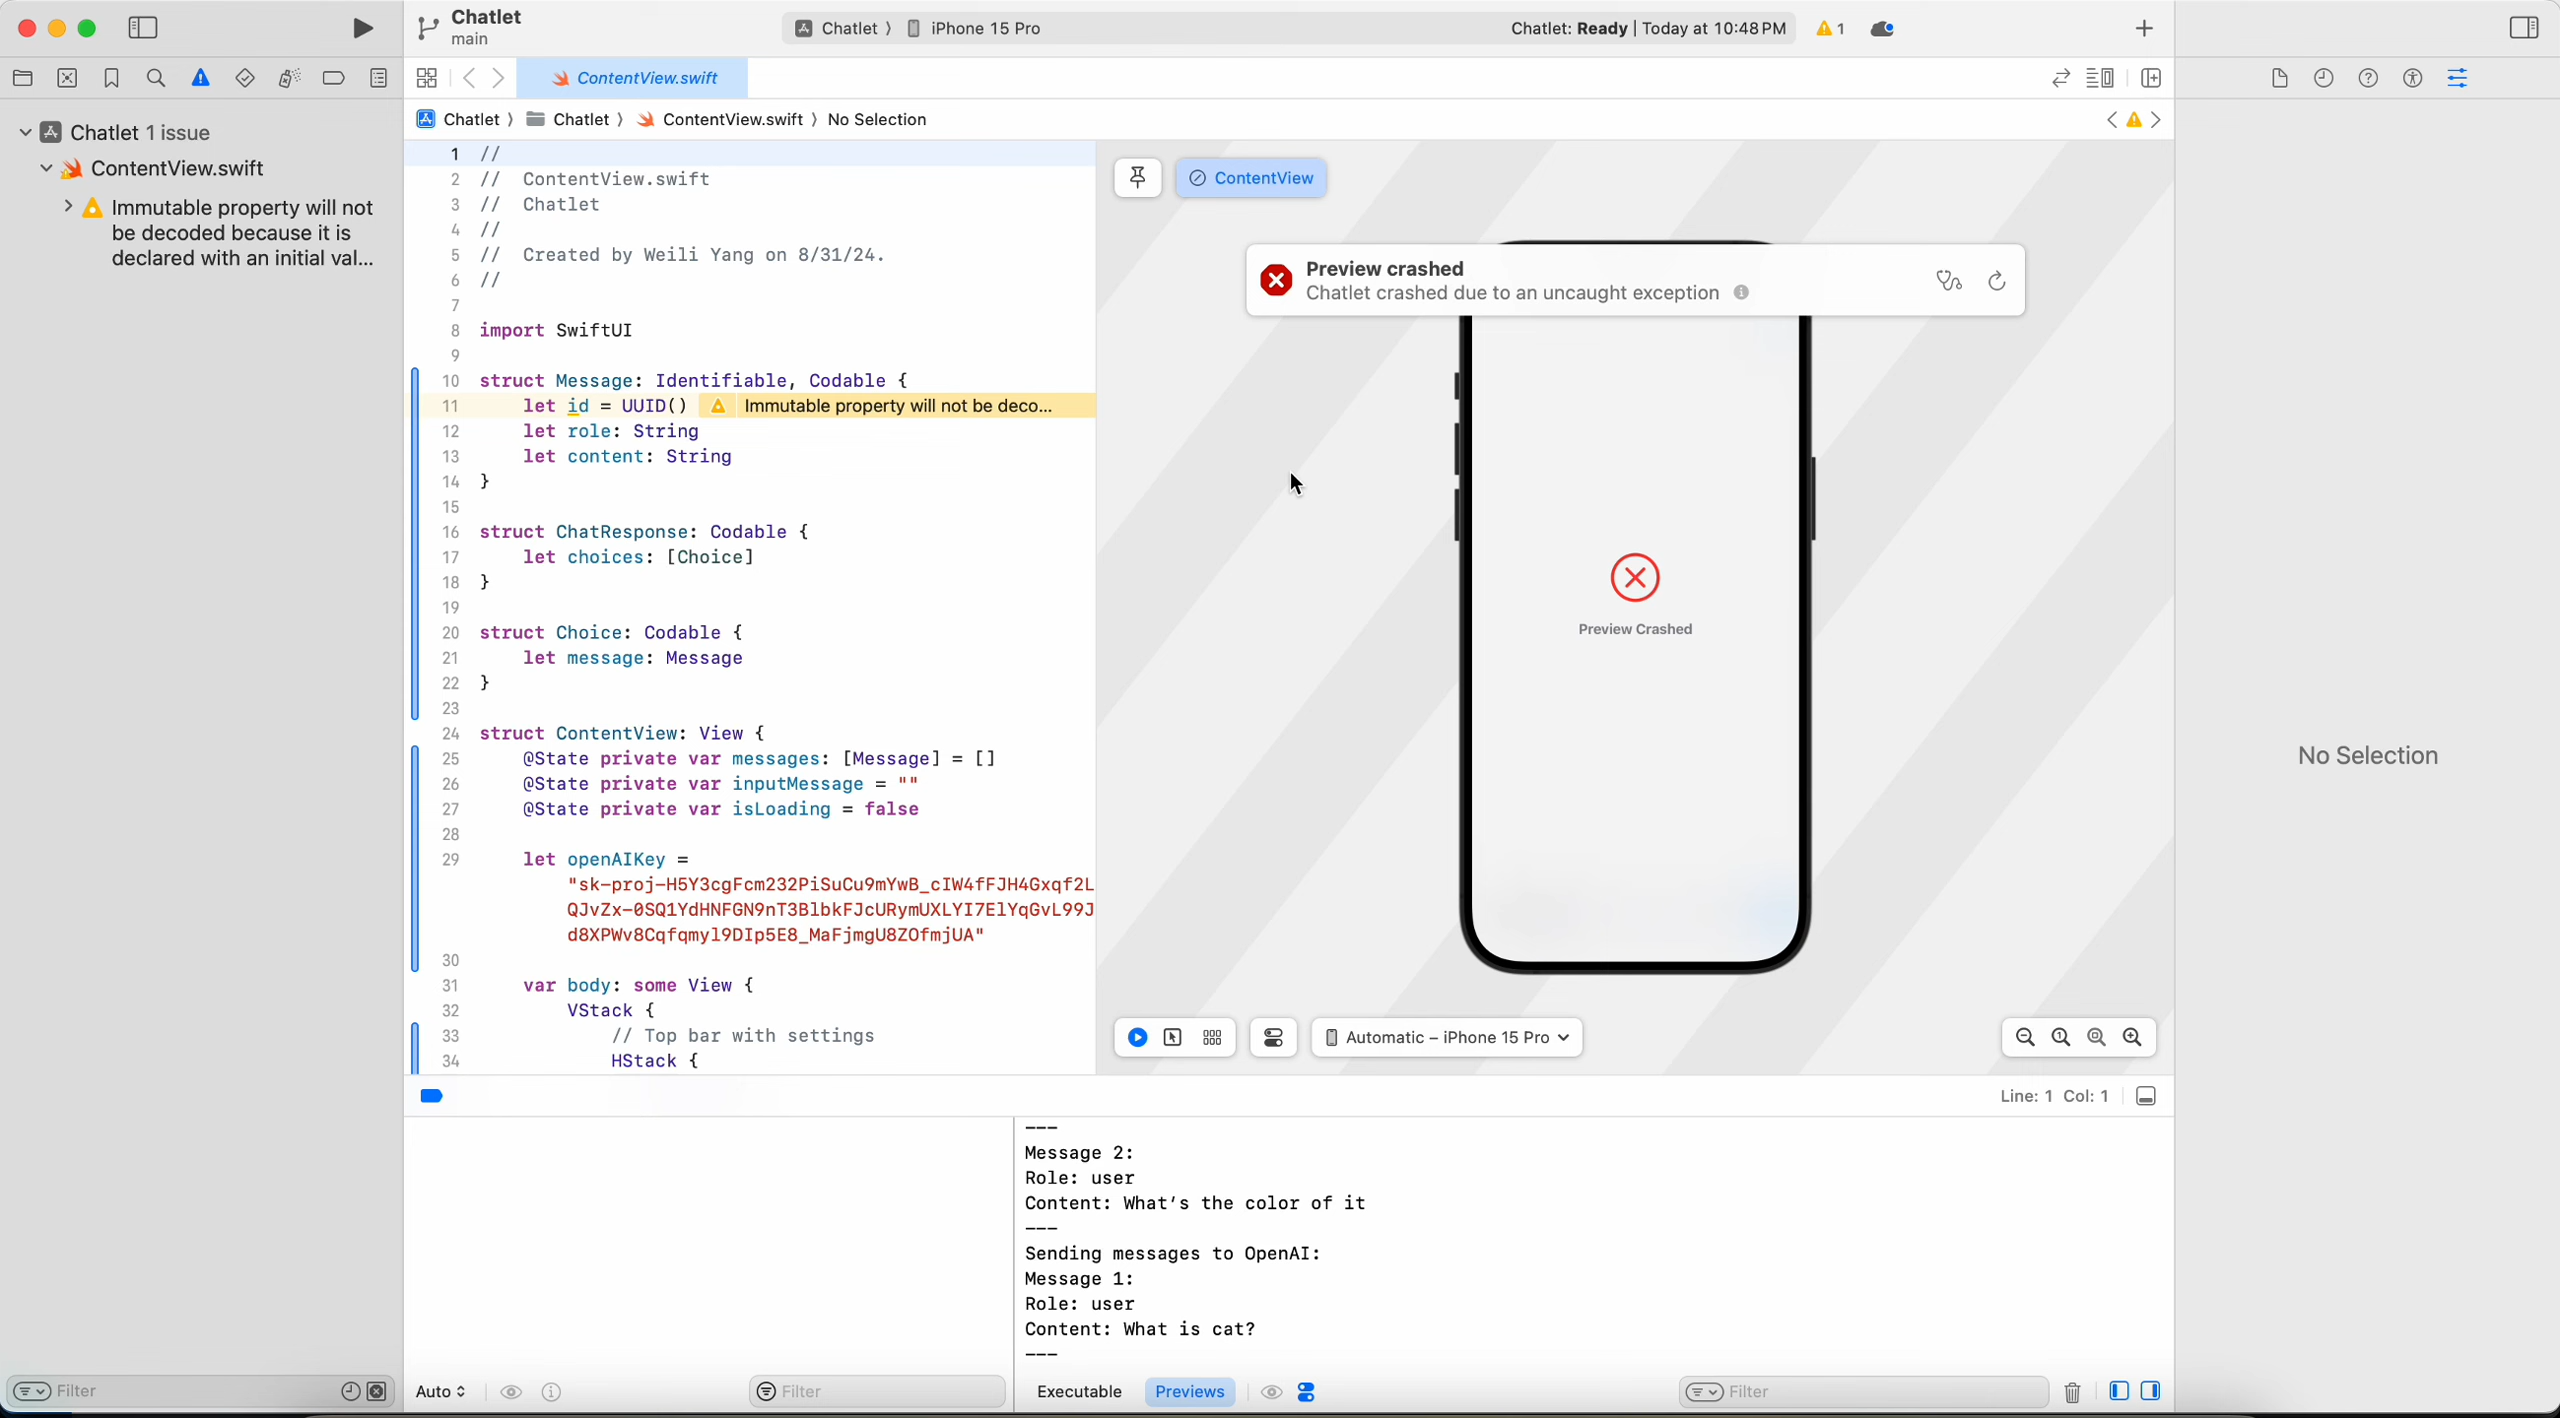 Chatlet
main
Chatlet
iPhone 15 Pro
Chatlet: Ready | Today at 10:48 PM
1
ContentView.swift
Chatlet
Chatlet
ContentView.swift
No Selection
Chatlet 1 issue
ContentView.swift
Immutable property will not
be decoded because it is
declared with an initial val...
1 //
2 //  ContentView.swift
3 //  Chatlet
4 //
5 //  Created by Weili Yang on 8/31/24.
6 //
7
8 import SwiftUI
9
10 struct Message: Identifiable, Codable {
11     let id = UUID()
Immutable property will not be deco...
12     let role: String
13     let content: String
14 }
15
16 struct ChatResponse: Codable {
17     let choices: [Choice]
18 }
19
20 struct Choice: Codable {
21     let message: Message
22 }
23
24 struct ContentView: View {
25     @State private var messages: [Message] = []
26     @State private var inputMessage = ""
27     @State private var isLoading = false
28
29     let openAIKey =
"sk-proj-H5Y3cgFcm232PiSuCu9mYwB_cIW4fFJH4Gxqf2L
QJvZx-0SQ1YdHNFGN9nT3BlbkFJcURymUXLYI7ElYqGvL99J
d8XPWv8Cqfqmyl9DIp5E8_MaFjmgU8ZOfmjUA"
30
31     var body: some View {
32         VStack {
33             // Top bar with settings
34             HStack {
ContentView
Preview crashed
Chatlet crashed due to an uncaught exception
Preview Crashed
Automatic – iPhone 15 Pro
No Selection
Line: 1 Col: 1
---
Message 2:
Role: user
Content: What's the color of it
---
Sending messages to OpenAI:
Message 1:
Role: user
Content: What is cat?
---
Filter
Auto
Filter
Executable
Previews
Filter